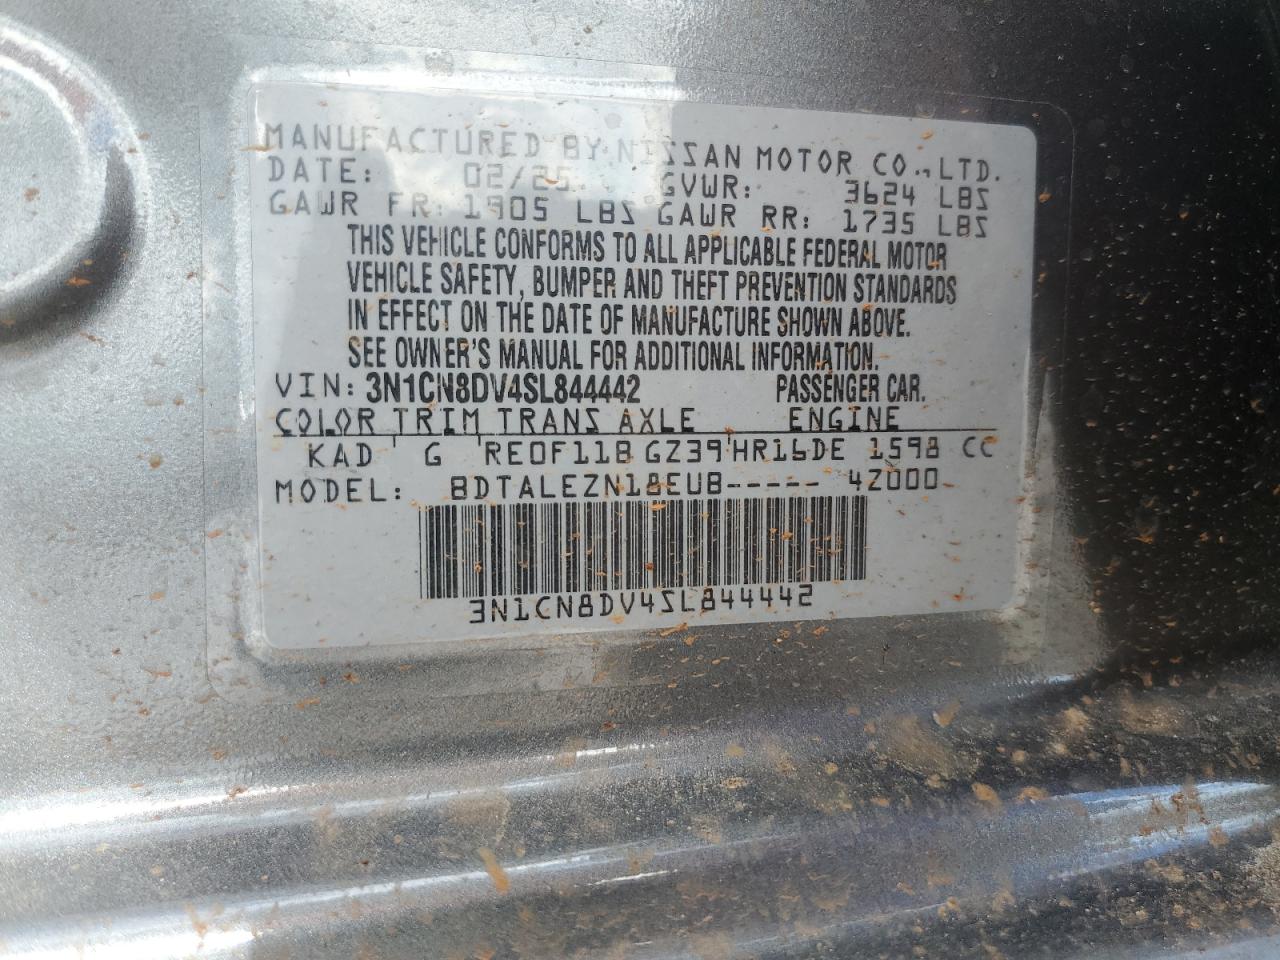 MANUFACTURED BY NISSAN MOTOR CO., LTD.
DATE: 02/25 GVWR: 3624 LBS
GAWR FR: 1905 LBS GAWR RR: 1735 LBS
THIS VEHICLE CONFORMS TO ALL APPLICABLE FEDERAL MOTOR
VEHICLE SAFETY, BUMPER AND THEFT PREVENTION STANDARDS
IN EFFECT ON THE DATE OF MANUFACTURE SHOWN ABOVE.
SEE OWNER'S MANUAL FOR ADDITIONAL INFORMATION.
VIN: 3N1CN8DV4SL844442 PASSENGER CAR.
COLOR TRIM TRANS AXLE ENGINE
KAD G RE0F11B GZ39 HR16DE 1598 CC
MODEL: BDTALEZN18EUB----- 4Z000
3N1CN8DV4SL844442